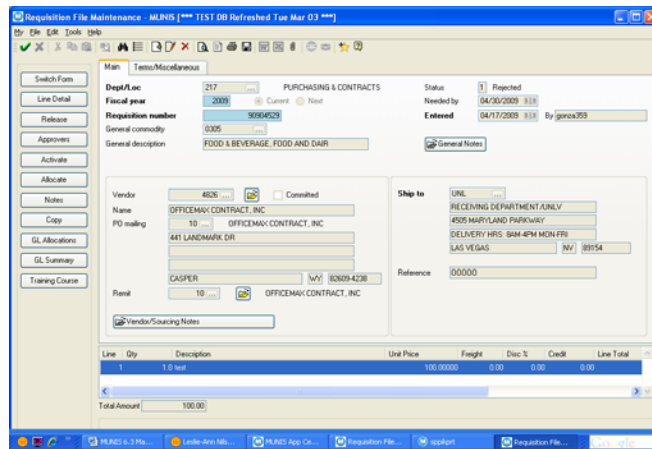 Requisition File Maintenance - MUNIS [*** TEST DB Refreshed Tue Mar 03 ***]
My File Edit Tools Help
Main Terms/Miscellaneous
Switch Form
Line Detail
Release
Approvers
Activate
Allocate
Notes
Copy
GL Allocations
GL Summary
Training Course
Dept/Loc 217 ... PURCHASING & CONTRACTS
Fiscal year 2009 Current Next
Requisition number 90904529
General commodity 0305 ...
General description FOOD & BEVERAGE, FOOD AND DAIR
Status 1 Rejected
Needed by 04/30/2009
Entered 04/17/2009 By gonza359
General Notes
Vendor 4826 ... Committed
Name OFFICEMAX CONTRACT, INC
PO mailing 10 ... OFFICEMAX CONTRACT, INC
441 LANDMARK DR
CASPER WY 82609-4238
Remit 10 ... OFFICEMAX CONTRACT, INC
Vendor/Sourcing Notes
Ship to UNL ...
RECEIVING DEPARTMENT/UNLV
4505 MARYLAND PARKWAY
DELIVERY HRS: 8AM-4PM MON-FRI
LAS VEGAS NV 89154
Reference 00000
Line Qty Description Unit Price Freight Disc % Credit Line Total
1 1.0 test 100.00000 0.00 0.00 0.00
Total Amount 100.00
MUNIS 6.3 Ma... Leslie-Ann Nils... MUNIS App Ce... Requisition File... Requisition File...
Google